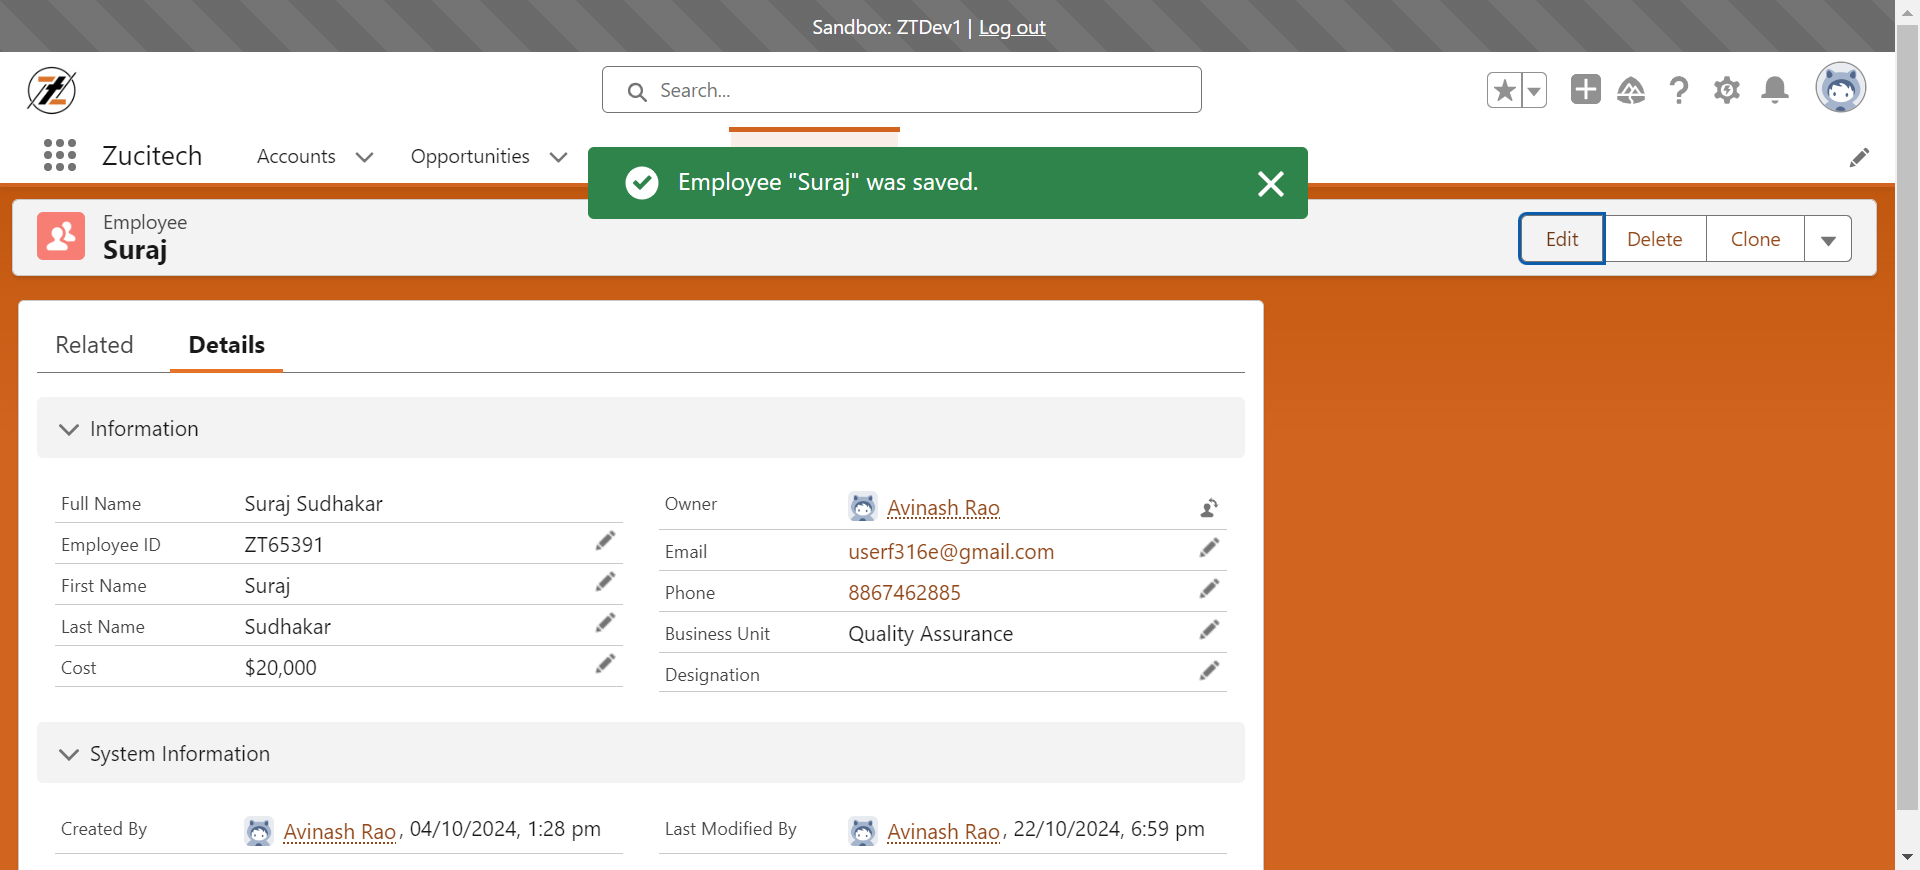 Sandbox: ZTDev1 | Log out
Search...
Zucitech
Accounts
Opportunities
Employee "Suraj" was saved.
Employee
Suraj
Edit
Delete
Clone
Related
Details
Information
Full Name
Suraj Sudhakar
Employee ID
ZT65391
First Name
Suraj
Last Name
Sudhakar
Cost
$20,000
Owner
Avinash Rao
Email
userf316e@gmail.com
Phone
8867462885
Business Unit
Quality Assurance
Designation
System Information
Created By
Avinash Rao, 04/10/2024, 1:28 pm
Last Modified By
Avinash Rao, 22/10/2024, 6:59 pm